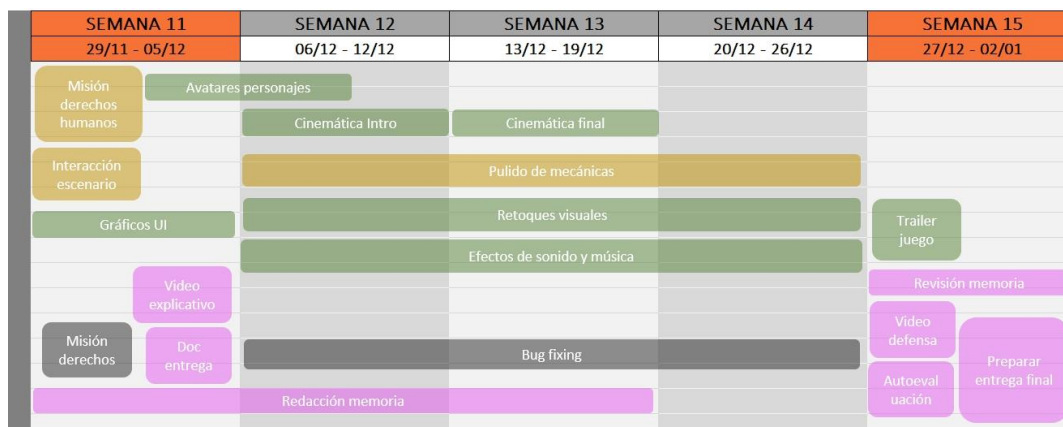 SEMANA 11
SEMANA 12
SEMANA 13
SEMANA 14
SEMANA 15
29/11 - 05/12
06/12 - 12/12
13/12 - 19/12
20/12 - 26/12
27/12 - 02/01
Misión
derechos
humanos
Avatares personajes
Cinemática Intro
Cinemática final
Interacción
escenario
Pulido de mecánicas
Gráficos UI
Retoques visuales
Trailer
juego
Efectos de sonido y música
Video
explicativo
Revisión memoria
Misión
derechos
Doc
entrega
Bug fixing
Video
defensa
Preparar
entrega final
Autoeval
uación
Redacción memoria